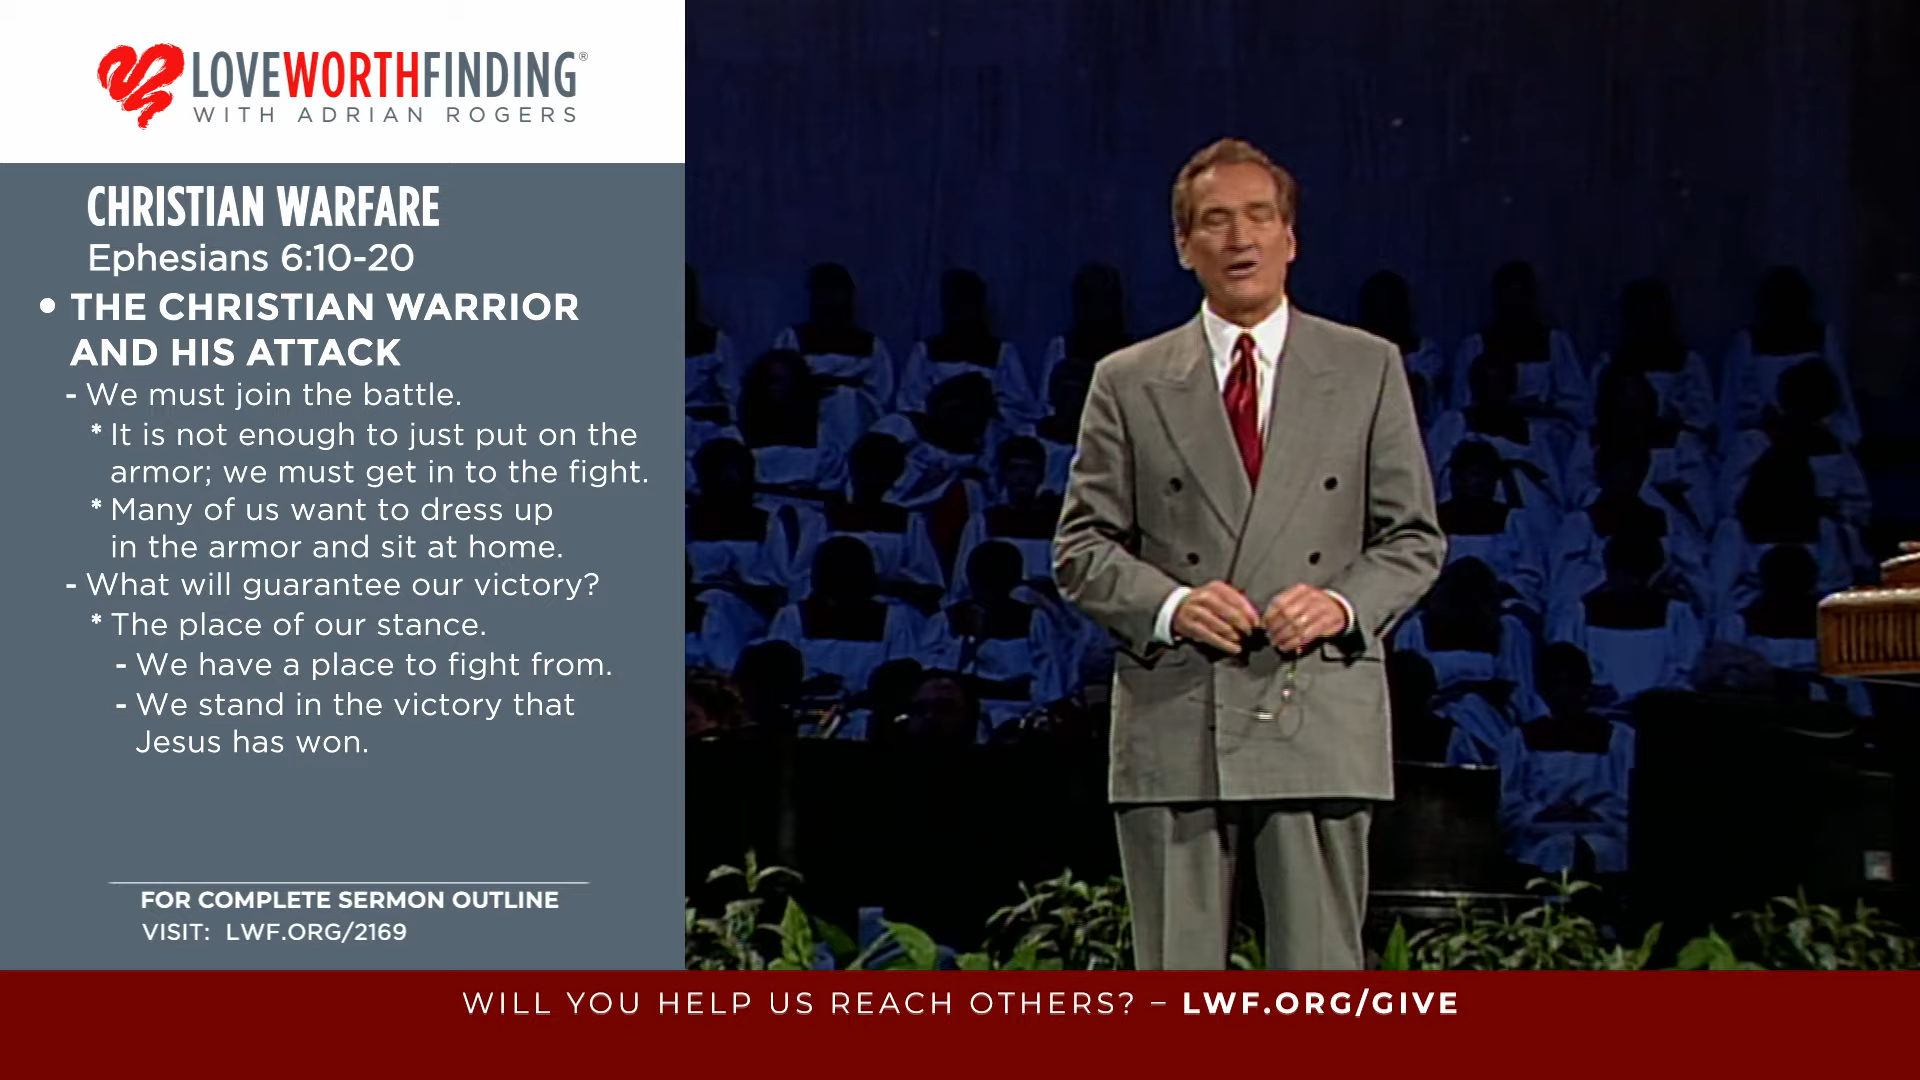 LOVEWORTHFINDING®
WITH ADRIAN ROGERS
CHRISTIAN WARFARE
Ephesians 6:10-20
• THE CHRISTIAN WARRIOR
AND HIS ATTACK
- We must join the battle.
* It is not enough to just put on the
armor; we must get in to the fight.
* Many of us want to dress up
in the armor and sit at home.
- What will guarantee our victory?
* The place of our stance.
- We have a place to fight from.
- We stand in the victory that
Jesus has won.
FOR COMPLETE SERMON OUTLINE
VISIT: LWF.ORG/2169
WILL YOU HELP US REACH OTHERS? – LWF.ORG/GIVE